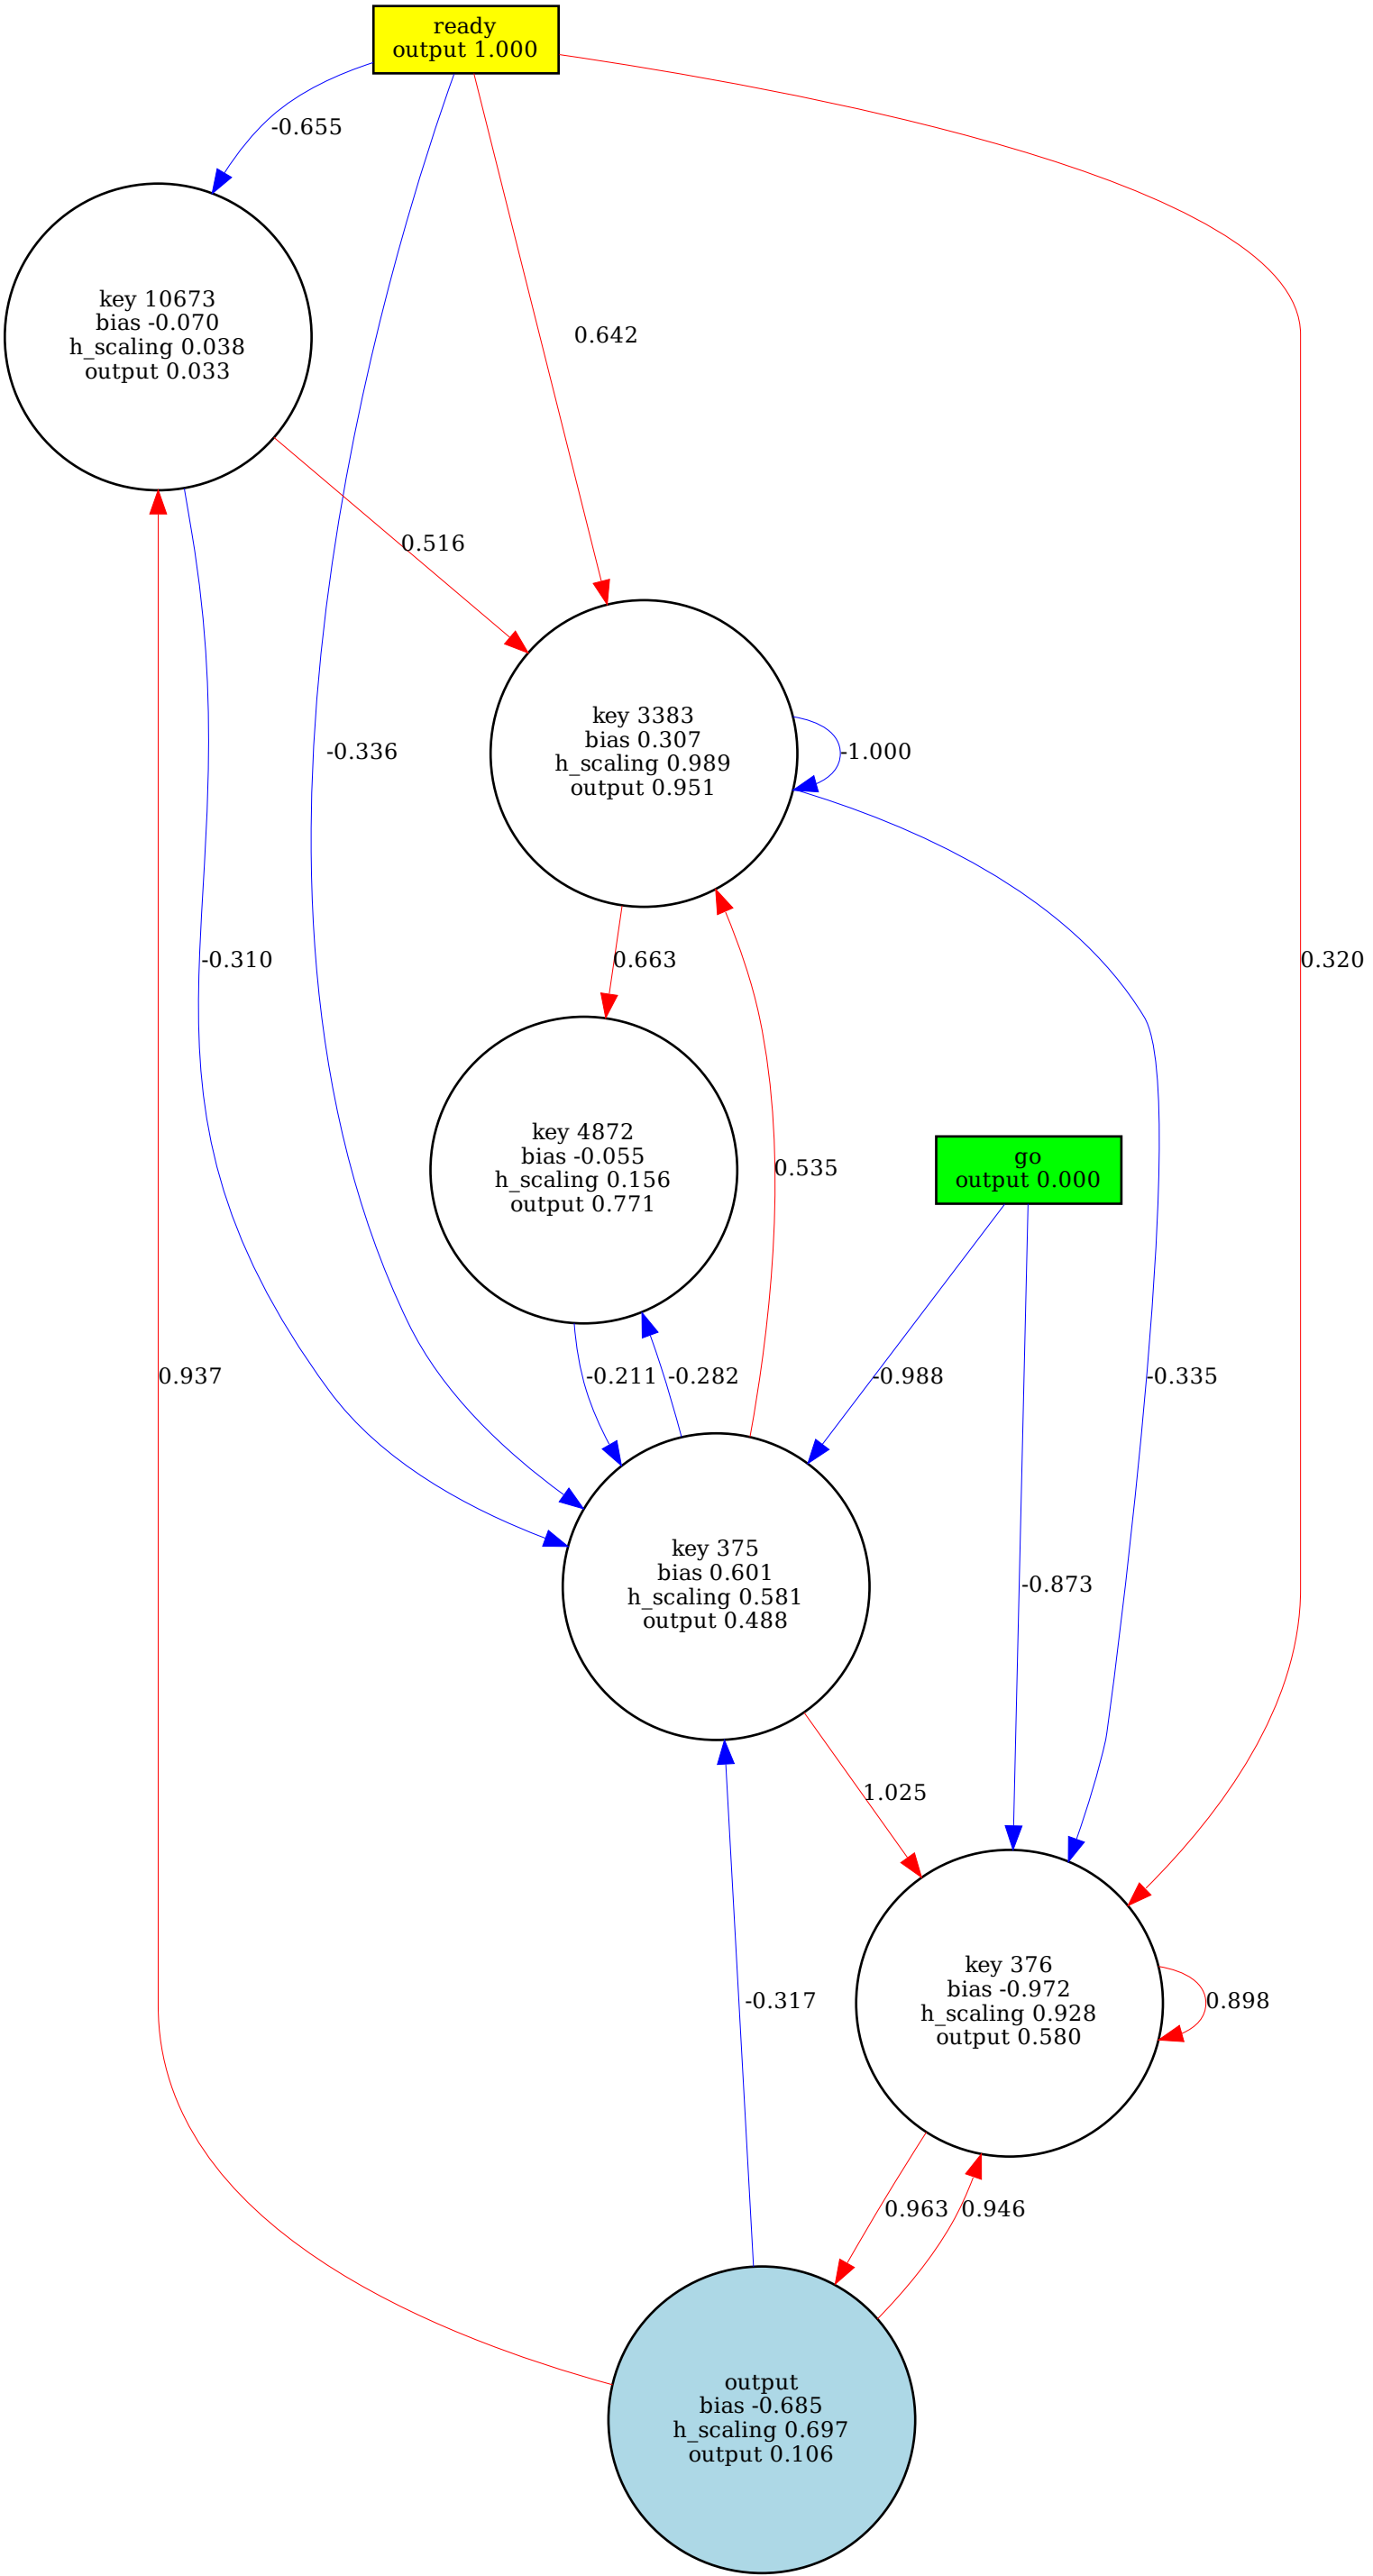 ready
output 1.000
-0.655
key 10673
bias -0.070
h_scaling 0.038
output 0.033
0.642
0.516
key 3383
bias 0.307
h_scaling 0.989
output 0.951
-0.336
-1.000
-0.310
0.663
0.320
key 4872
bias -0.055
h_scaling 0.156
output 0.771
0.535
go
output 0.000
0.937
-0.211
-0.282
-0.988
-0.335
key 375
bias 0.601
h_scaling 0.581
output 0.488
-0.873
1.025
key 376
bias -0.972
h_scaling 0.928
output 0.580
-0.317
0.898
0.963
0.946
output
bias -0.685
h_scaling 0.697
output 0.106